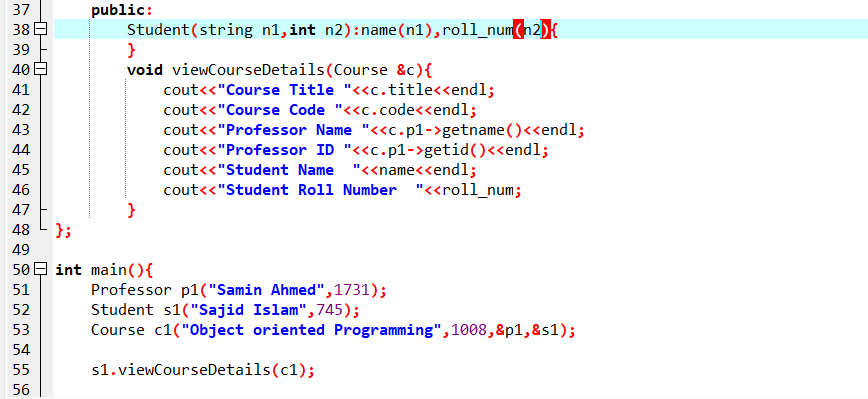 37 public:
38 Student(string n1,int n2):name(n1),roll_num(n2){
39 }
40 void viewCourseDetails(Course &c){
41 cout<<"Course Title "<<c.title<<endl;
42 cout<<"Course Code "<<c.code<<endl;
43 cout<<"Professor Name "<<c.p1->getname()<<endl;
44 cout<<"Professor ID "<<c.p1->getid()<<endl;
45 cout<<"Student Name  "<<name<<endl;
46 cout<<"Student Roll Number  "<<roll_num;
47 }
48 };
49
50 int main(){
51 Professor p1("Samin Ahmed",1731);
52 Student s1("Sajid Islam",745);
53 Course c1("Object oriented Programming",1008,&p1,&s1);
54
55 s1.viewCourseDetails(c1);
56